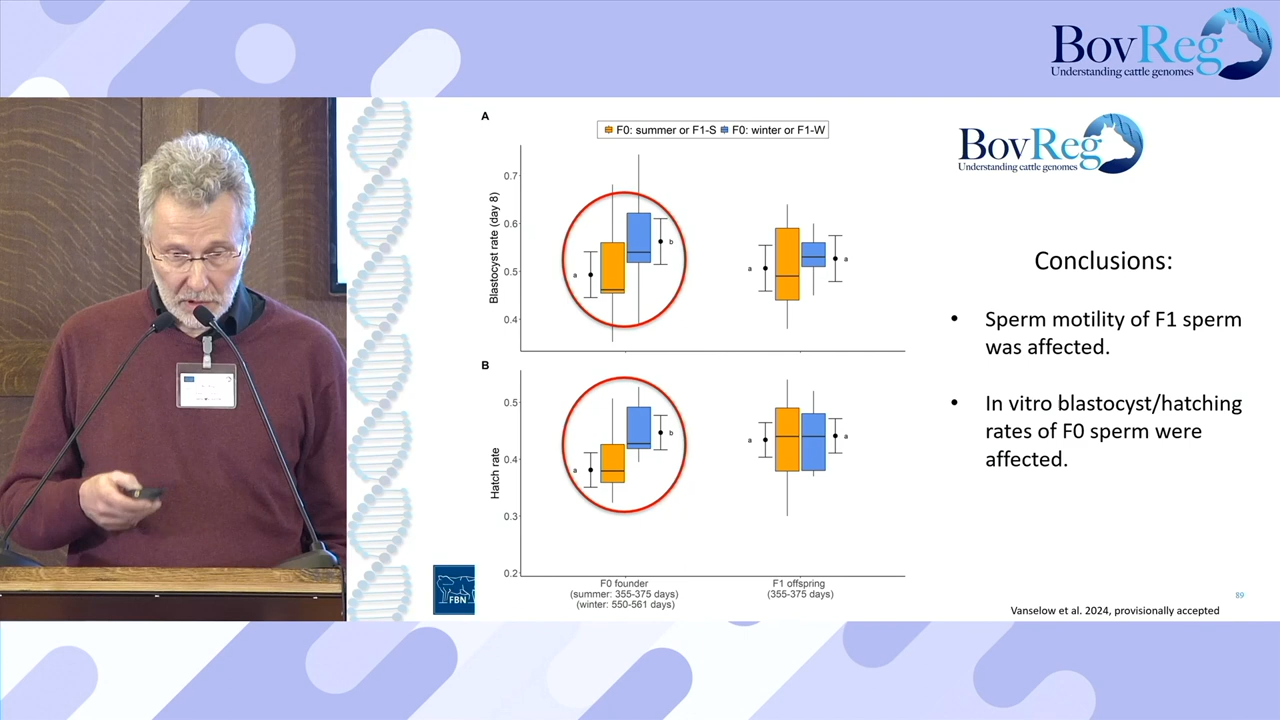 BovReg
Understanding cattle genomes
A
F0: summer or F1-S F0: winter or F1-W
BovReg
Understanding cattle genomes
Blastocyst rate (day 8)
0.7
0.6
0.5
0.4
a
b
a
a
Conclusions:
• Sperm motility of F1 sperm
was affected.
• In vitro blastocyst/hatching
rates of F0 sperm were
affected.
B
Hatch rate
0.5
0.4
0.3
0.2
a
b
a
a
F0 founder
(summer: 355-375 days)
(winter: 550-561 days)
F1 offspring
(355-375 days)
FBN
89
Vanselow et al. 2024, provisionally accepted